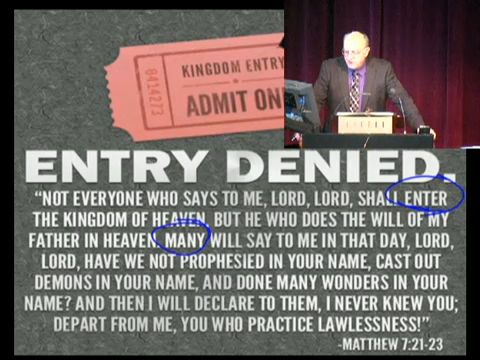 8414273
KINGDOM ENTRY
ADMIT ON
ENTRY DENIED.
“NOT EVERYONE WHO SAYS TO ME, LORD, LORD, SHALL ENTER
THE KINGDOM OF HEAVEN, BUT HE WHO DOES THE WILL OF MY
FATHER IN HEAVEN. MANY WILL SAY TO ME IN THAT DAY, LORD,
LORD, HAVE WE NOT PROPHESIED IN YOUR NAME, CAST OUT
DEMONS IN YOUR NAME, AND DONE MANY WONDERS IN YOUR
NAME? AND THEN I WILL DECLARE TO THEM, I NEVER KNEW YOU;
DEPART FROM ME, YOU WHO PRACTICE LAWLESSNESS!”
-MATTHEW 7:21-23